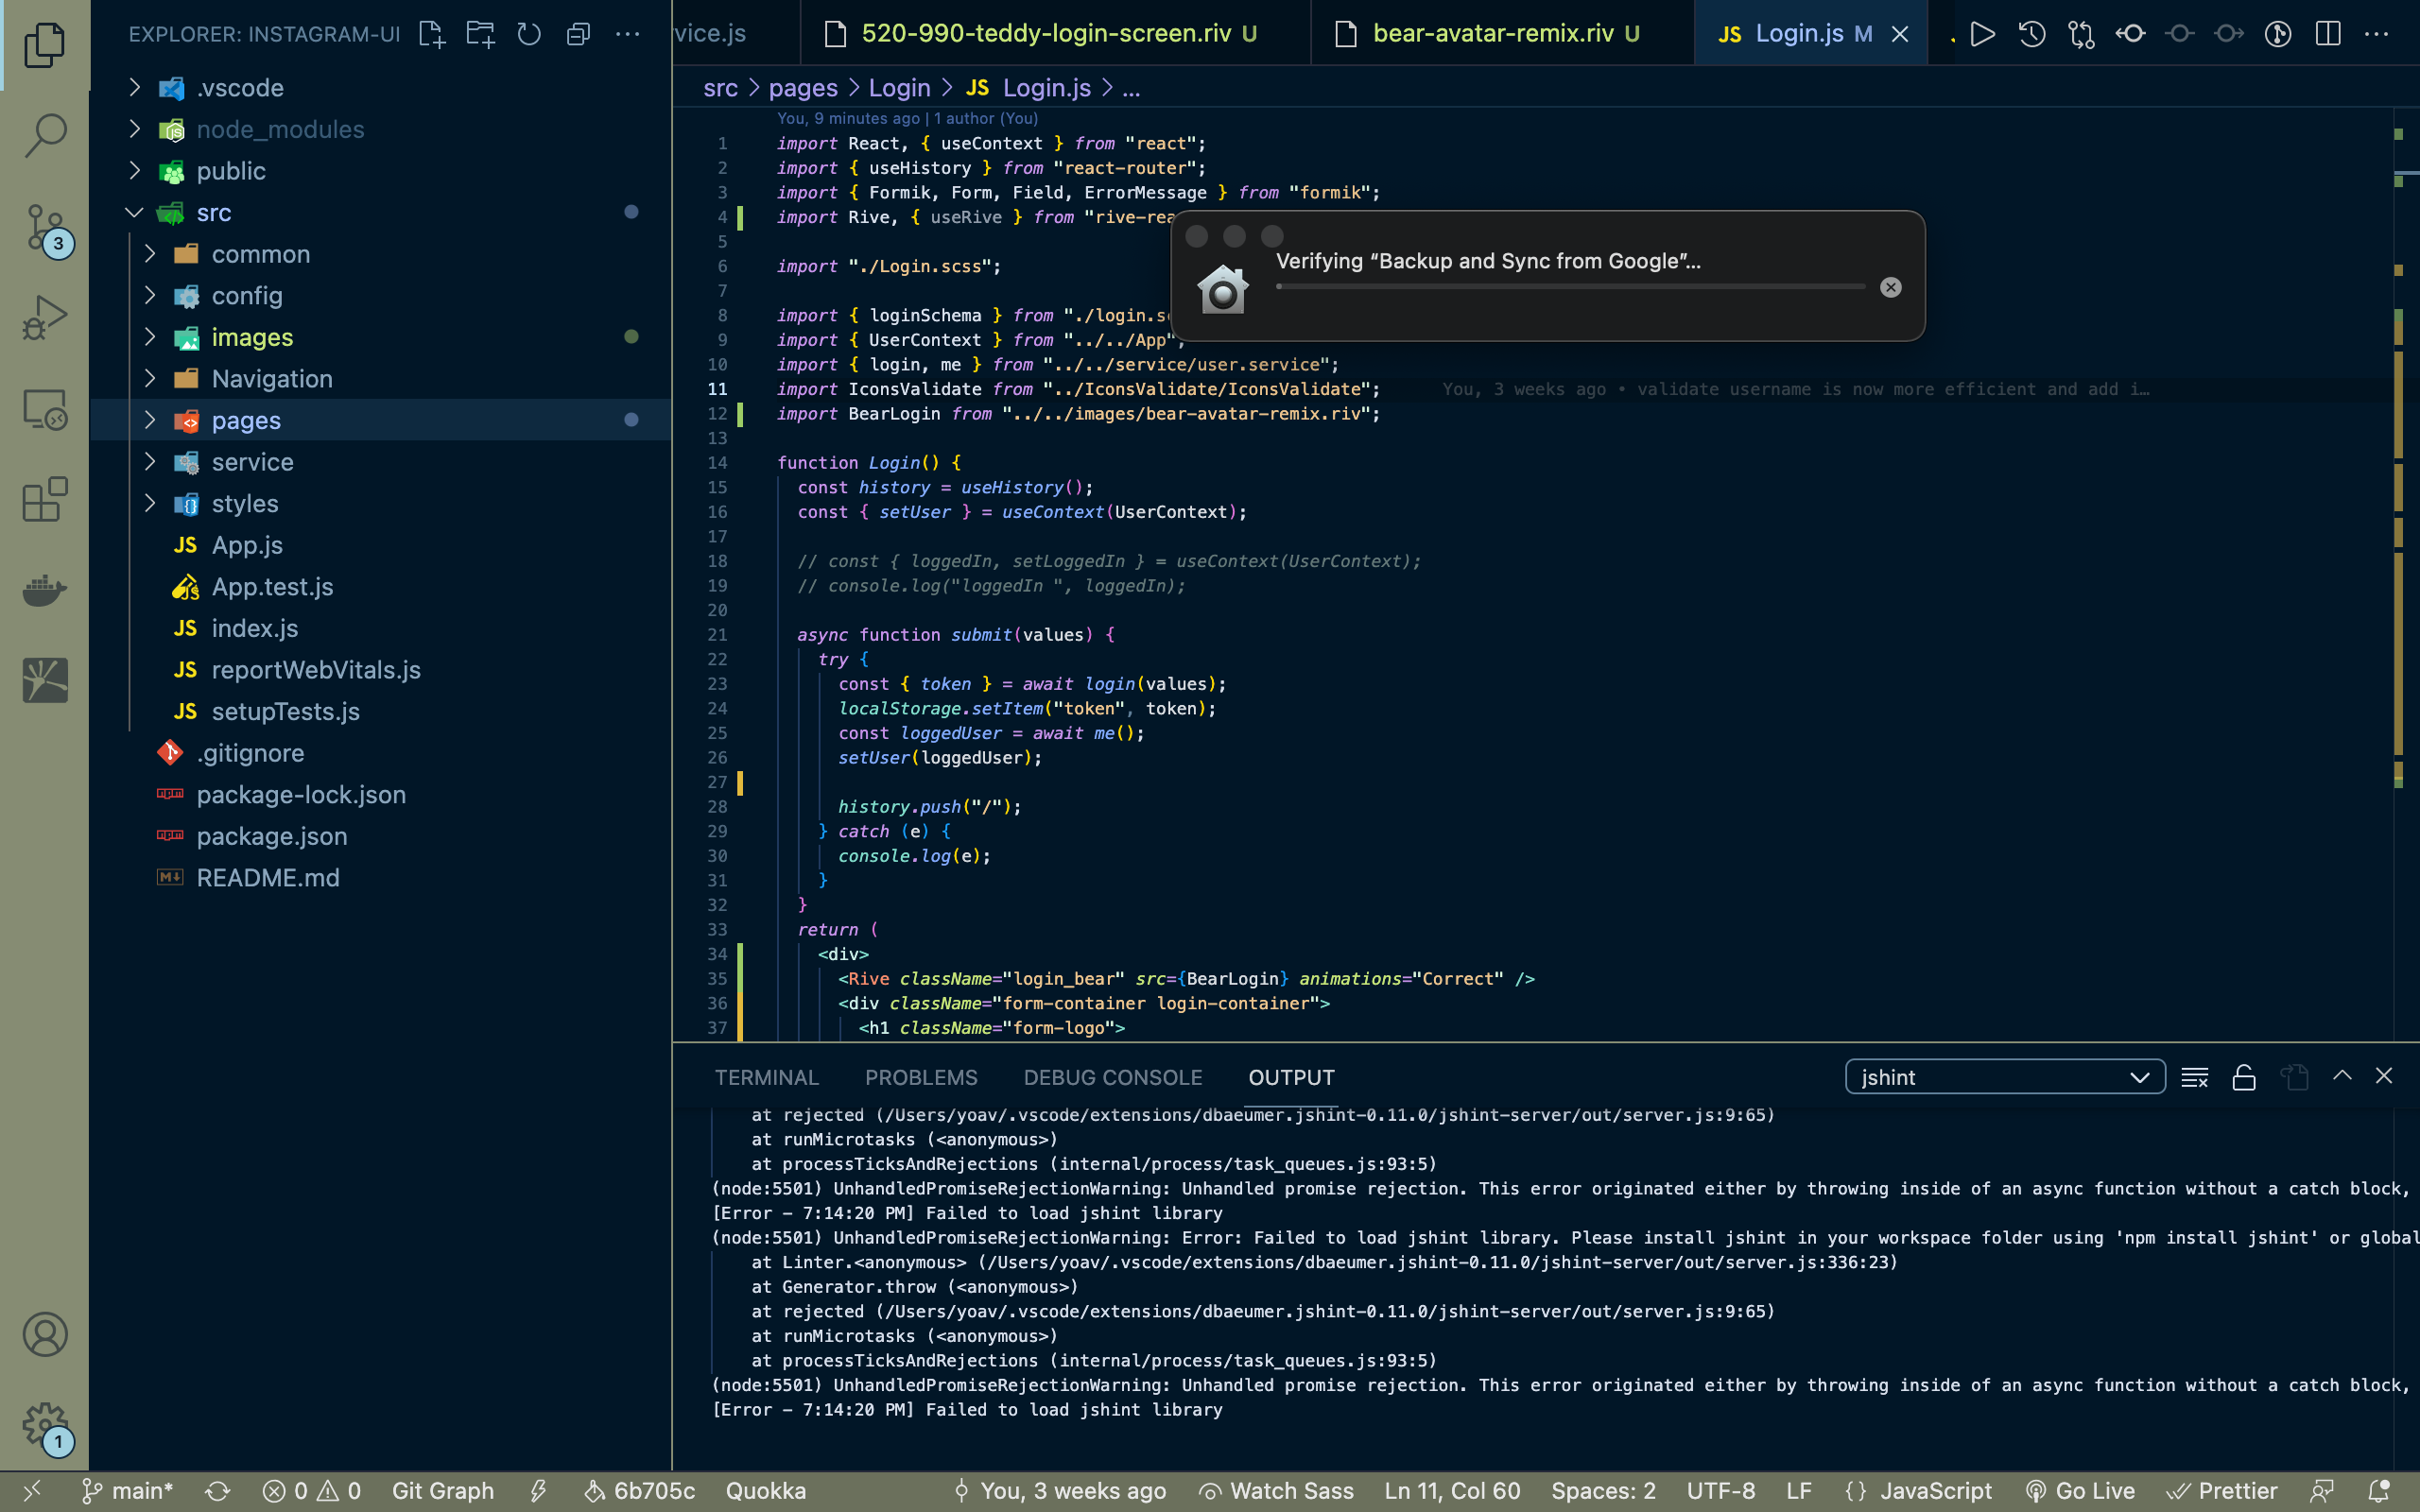 EXPLORER: INSTAGRAM-UI
.vscode
node_modules
public
src
common
config
images
Navigation
pages
service
styles
JS App.js
App.test.js
JS index.js
JS reportWebVitals.js
JS setupTests.js
.gitignore
package-lock.json
package.json
README.md
3
1
vice.js
520-990-teddy-login-screen.riv U
bear-avatar-remix.riv U
JS Login.js M
src > pages > Login > JS Login.js > ...
You, 9 minutes ago | 1 author (You)
1 import React, { useContext } from "react";
2 import { useHistory } from "react-router";
3 import { Formik, Form, Field, ErrorMessage } from "formik";
4 import Rive, { useRive } from "rive-rea
5
6 import "./Login.scss";
7
8 import { loginSchema } from "./login.s
9 import { UserContext } from "../../App";
10 import { login, me } from "../../service/user.service";
11 import IconsValidate from "../IconsValidate/IconsValidate"; You, 3 weeks ago • validate username is now more efficient and add i…
12 import BearLogin from "../../images/bear-avatar-remix.riv";
13
14 function Login() {
15 const history = useHistory();
16 const { setUser } = useContext(UserContext);
17
18 // const { loggedIn, setLoggedIn } = useContext(UserContext);
19 // console.log("loggedIn ", loggedIn);
20
21 async function submit(values) {
22 try {
23 const { token } = await login(values);
24 localStorage.setItem("token", token);
25 const loggedUser = await me();
26 setUser(loggedUser);
27
28 history.push("/");
29 } catch (e) {
30 console.log(e);
31 }
32 }
33 return (
34 <div>
35 <Rive className="login_bear" src={BearLogin} animations="Correct" />
36 <div className="form-container login-container">
37 <h1 className="form-logo">
Verifying “Backup and Sync from Google”...
TERMINAL PROBLEMS DEBUG CONSOLE OUTPUT
jshint
at rejected (/Users/yoav/.vscode/extensions/dbaeumer.jshint-0.11.0/jshint-server/out/server.js:9:65)
at runMicrotasks (<anonymous>)
at processTicksAndRejections (internal/process/task_queues.js:93:5)
(node:5501) UnhandledPromiseRejectionWarning: Unhandled promise rejection. This error originated either by throwing inside of an async function without a catch block,
[Error - 7:14:20 PM] Failed to load jshint library
(node:5501) UnhandledPromiseRejectionWarning: Error: Failed to load jshint library. Please install jshint in your workspace folder using 'npm install jshint' or global
at Linter.<anonymous> (/Users/yoav/.vscode/extensions/dbaeumer.jshint-0.11.0/jshint-server/out/server.js:336:23)
at Generator.throw (<anonymous>)
at rejected (/Users/yoav/.vscode/extensions/dbaeumer.jshint-0.11.0/jshint-server/out/server.js:9:65)
at runMicrotasks (<anonymous>)
at processTicksAndRejections (internal/process/task_queues.js:93:5)
(node:5501) UnhandledPromiseRejectionWarning: Unhandled promise rejection. This error originated either by throwing inside of an async function without a catch block,
[Error - 7:14:20 PM] Failed to load jshint library
main* 0 0 Git Graph 6b705c Quokka You, 3 weeks ago Watch Sass Ln 11, Col 60 Spaces: 2 UTF-8 LF {} JavaScript Go Live Prettier